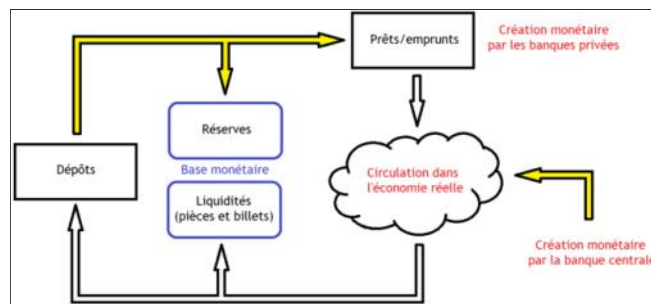 Prêts/emprunts
Création monétaire
par les banques privées
Réserves
Base monétaire
Dépôts
Liquidités
(pièces et billets)
Circulation dans
l'économie réelle
Création monétaire
par la banque centrale